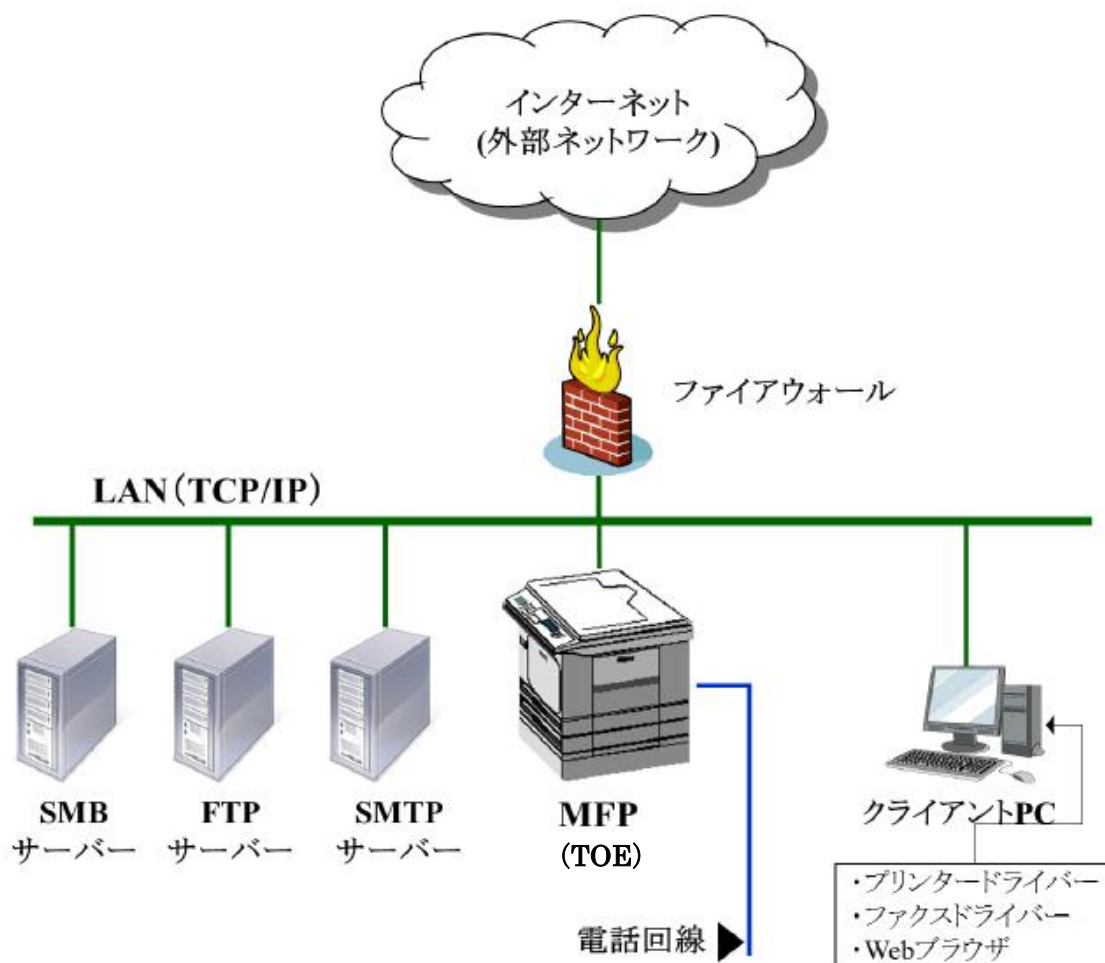 インターネット
(外部ネットワーク)
ファイアウォール
LAN(TCP/IP)
SMB
サーバー
FTP
サーバー
SMTP
サーバー
MFP
(TOE)
クライアントPC
・プリンタードライバー
・ファクスドライバー
・Webブラウザ
電話回線